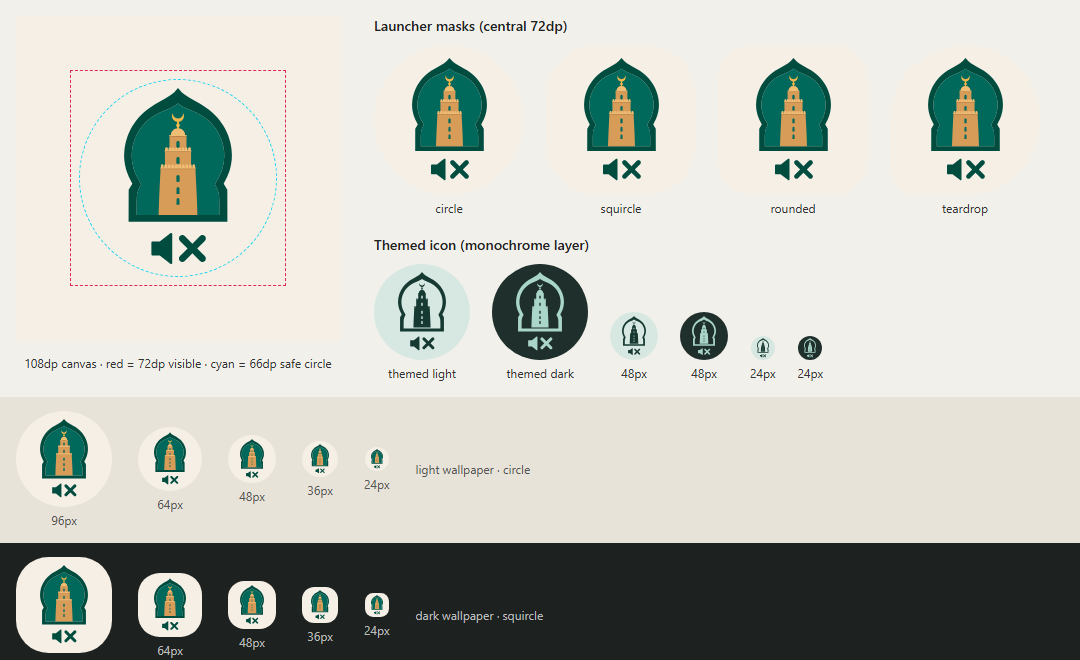 Launcher masks (central 72dp)
circle
squircle
rounded
teardrop
108dp canvas · red = 72dp visible · cyan = 66dp safe circle
Themed icon (monochrome layer)
themed light
themed dark
48px
48px
24px
24px
96px
64px
48px
36px
24px
light wallpaper · circle
64px
48px
36px
24px
dark wallpaper · squircle